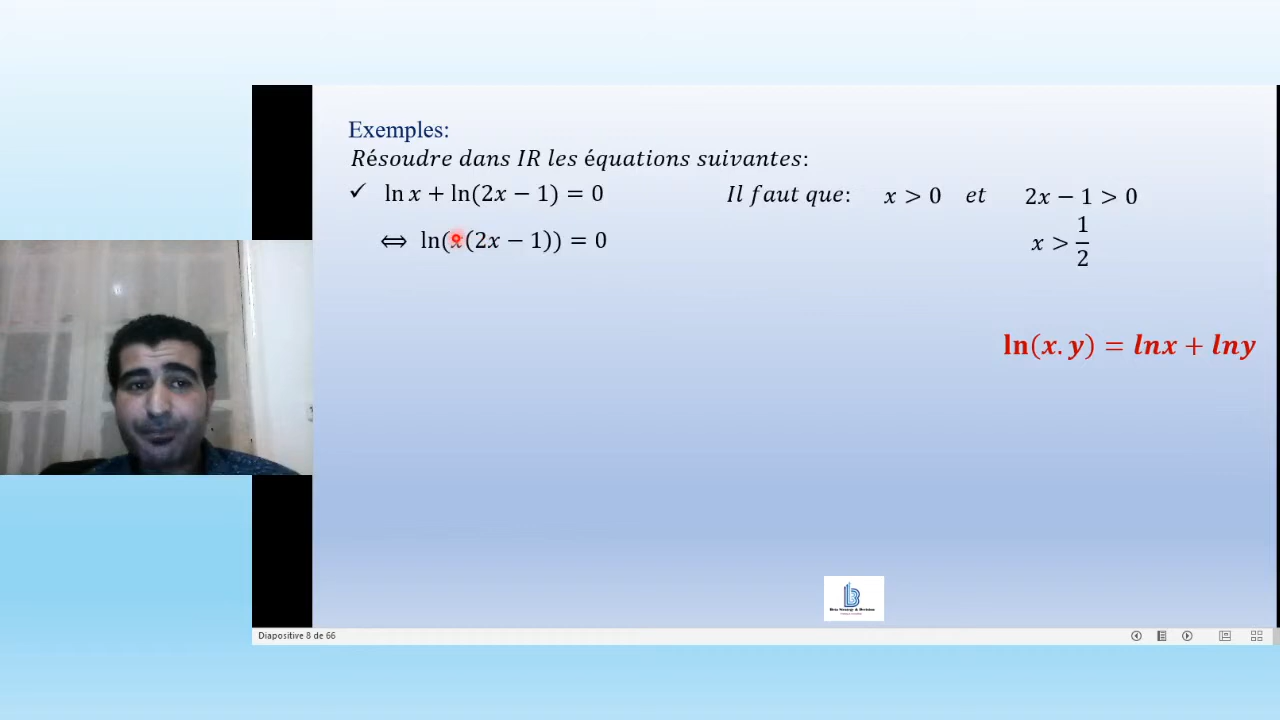 Exemples:
Résoudre dans IR les équations suivantes:
✓ ln x + ln(2x − 1) = 0 Il faut que: x > 0 et 2x − 1 > 0
⟺ ln(x(2x − 1)) = 0 x > 1/2
ln(x.y) = lnx + lny
Diapositive 8 de 66